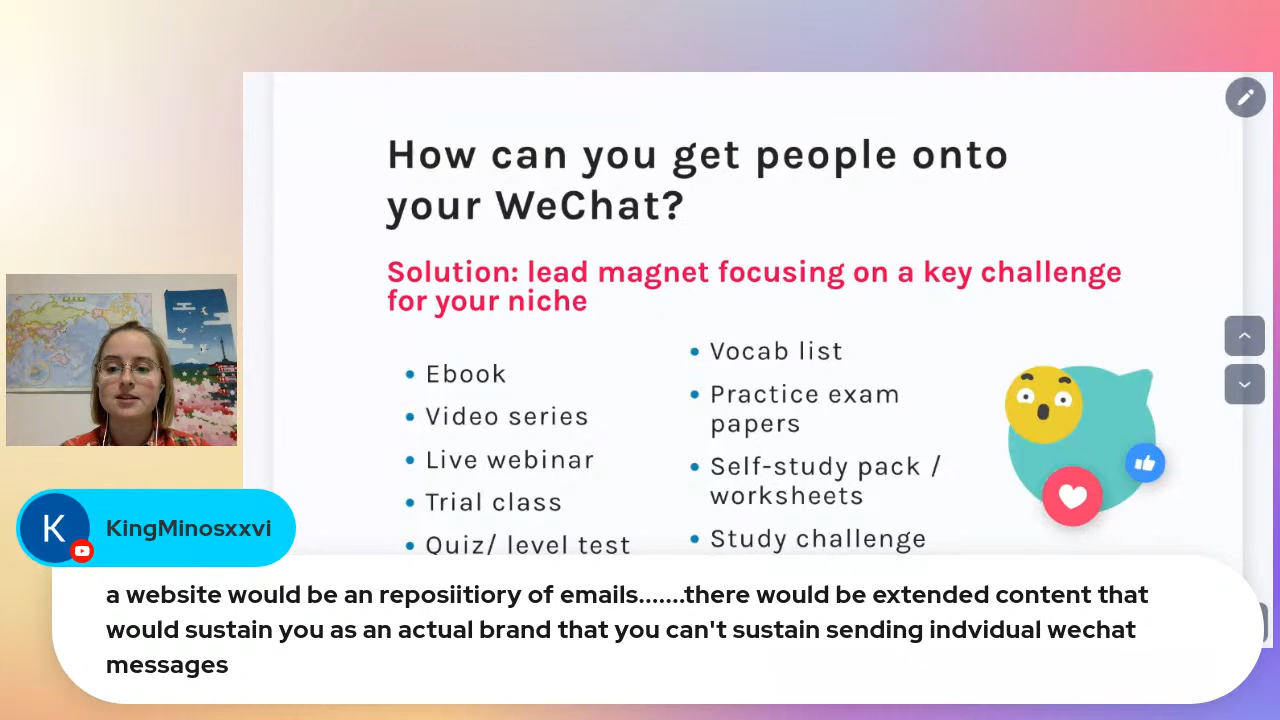 How can you get people onto
your WeChat?
Solution: lead magnet focusing on a key challenge
for your niche
Ebook
Video series
Live webinar
Trial class
Quiz/ level test
Vocab list
Practice exam
papers
Self-study pack /
worksheets
Study challenge
K
KingMinosxxvi
a website would be an reposiitiory of emails.......there would be extended content that
would sustain you as an actual brand that you can't sustain sending indvidual wechat
messages